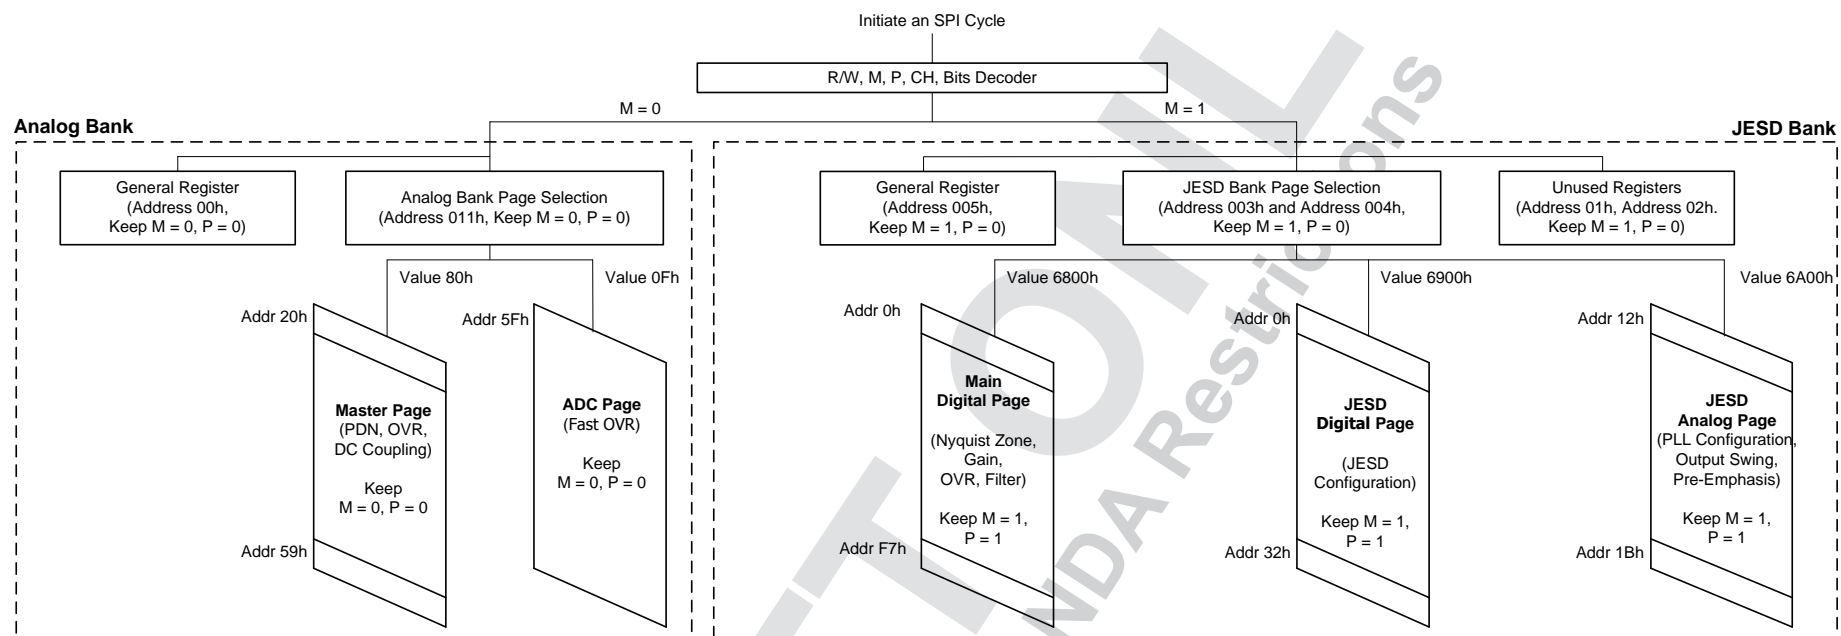 Initiate an SPI Cycle
R/W, M, P, CH, Bits Decoder
M = 0
M = 1
Analog Bank
JESD Bank
General Register
(Address 00h,
Keep M = 0, P = 0)
Analog Bank Page Selection
(Address 011h, Keep M = 0, P = 0)
General Register
(Address 005h,
Keep M = 1, P = 0)
JESD Bank Page Selection
(Address 003h and Address 004h,
Keep M = 1, P = 0)
Unused Registers
(Address 01h, Address 02h.
Keep M = 1, P = 0)
Value 80h
Value 0Fh
Value 6800h
Value 6900h
Value 6A00h
Addr 20h
Master Page
(PDN, OVR,
DC Coupling)
Keep
M = 0, P = 0
Addr 59h
Addr 5Fh
ADC Page
(Fast OVR)
Keep
M = 0, P = 0
Addr 0h
Main
Digital Page
(Nyquist Zone,
Gain,
OVR, Filter)
Keep M = 1,
P = 1
Addr F7h
Addr 0h
JESD
Digital Page
(JESD
Configuration)
Keep M = 1,
P = 1
Addr 32h
Addr 12h
JESD
Analog Page
(PLL Configuration,
Output Swing,
Pre-Emphasis)
Keep M = 1,
P = 1
Addr 1Bh
NDA Restrictions